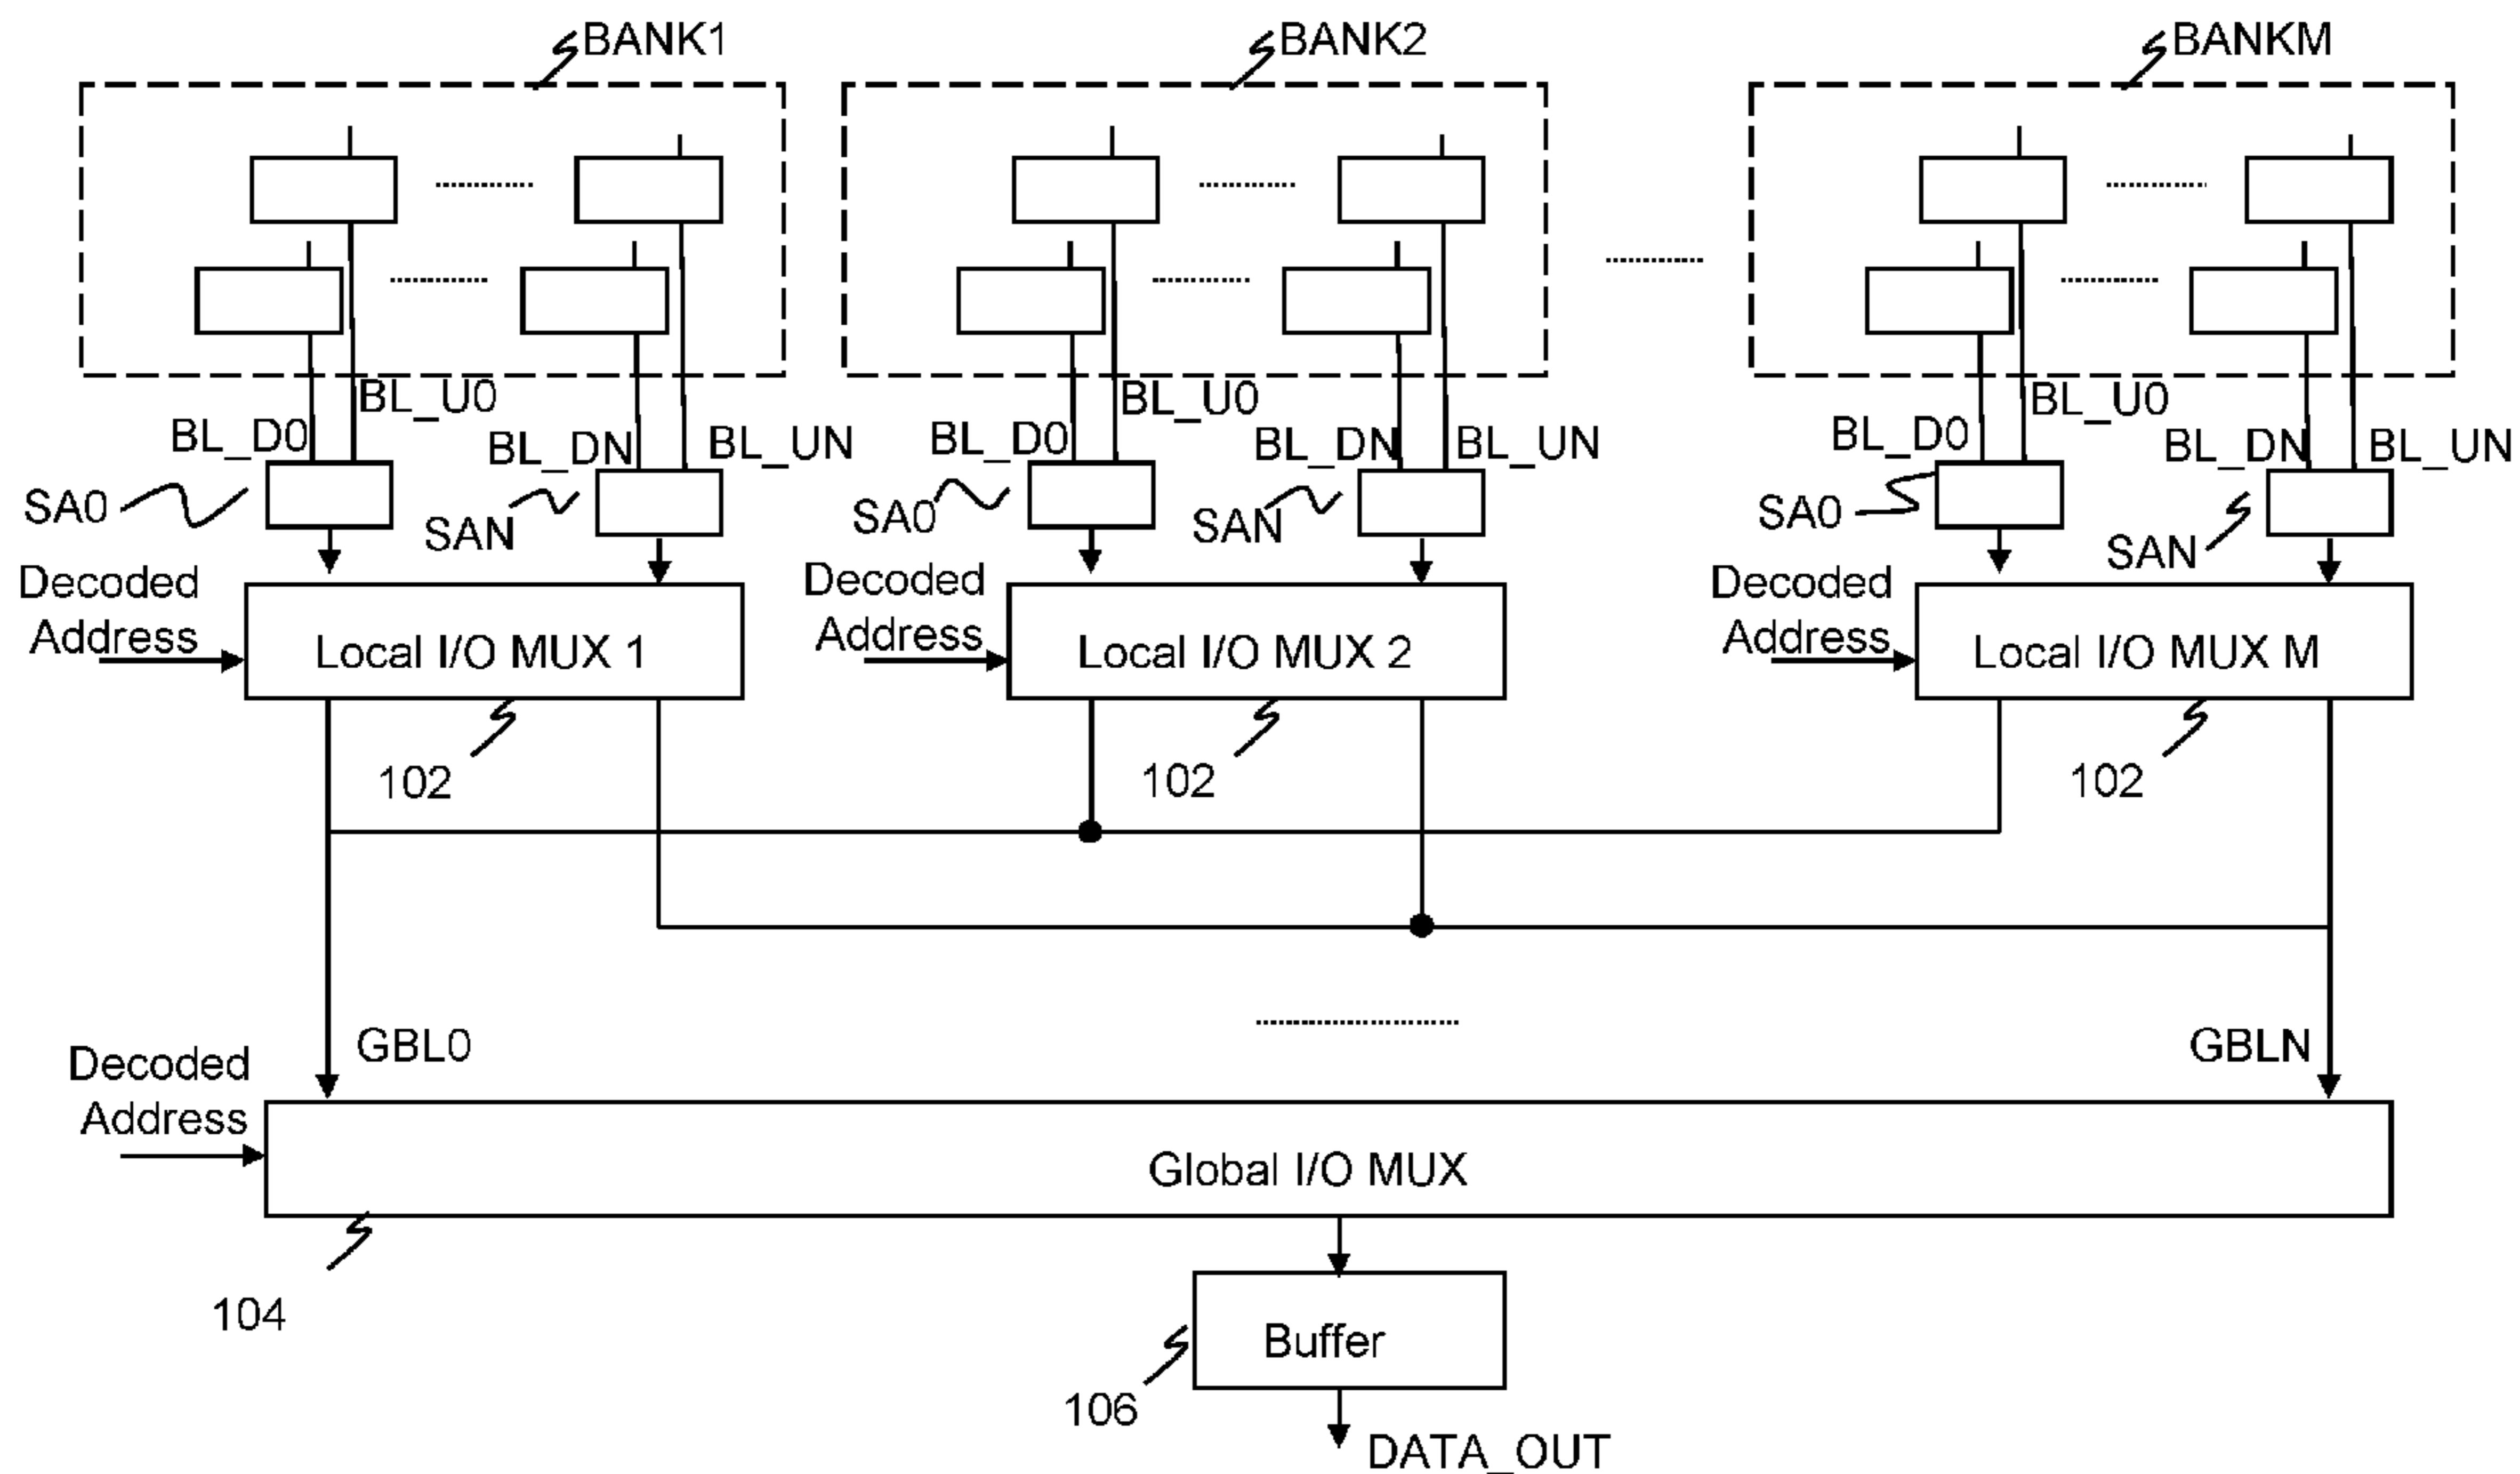 BANK1
BANK2
BANKM
BL_U0
BL_U0
BL_U0
BL_D0
BL_DN
BL_UN
BL_D0
BL_DN
BL_UN
BL_D0
BL_DN
BL_UN
SA0
SAN
SA0
SAN
SA0
SAN
Decoded
Address
Decoded
Address
Decoded
Address
Local I/O MUX 1
Local I/O MUX 2
Local I/O MUX M
102
102
102
GBL0
GBLN
Decoded
Address
Global I/O MUX
104
Buffer
106
DATA_OUT